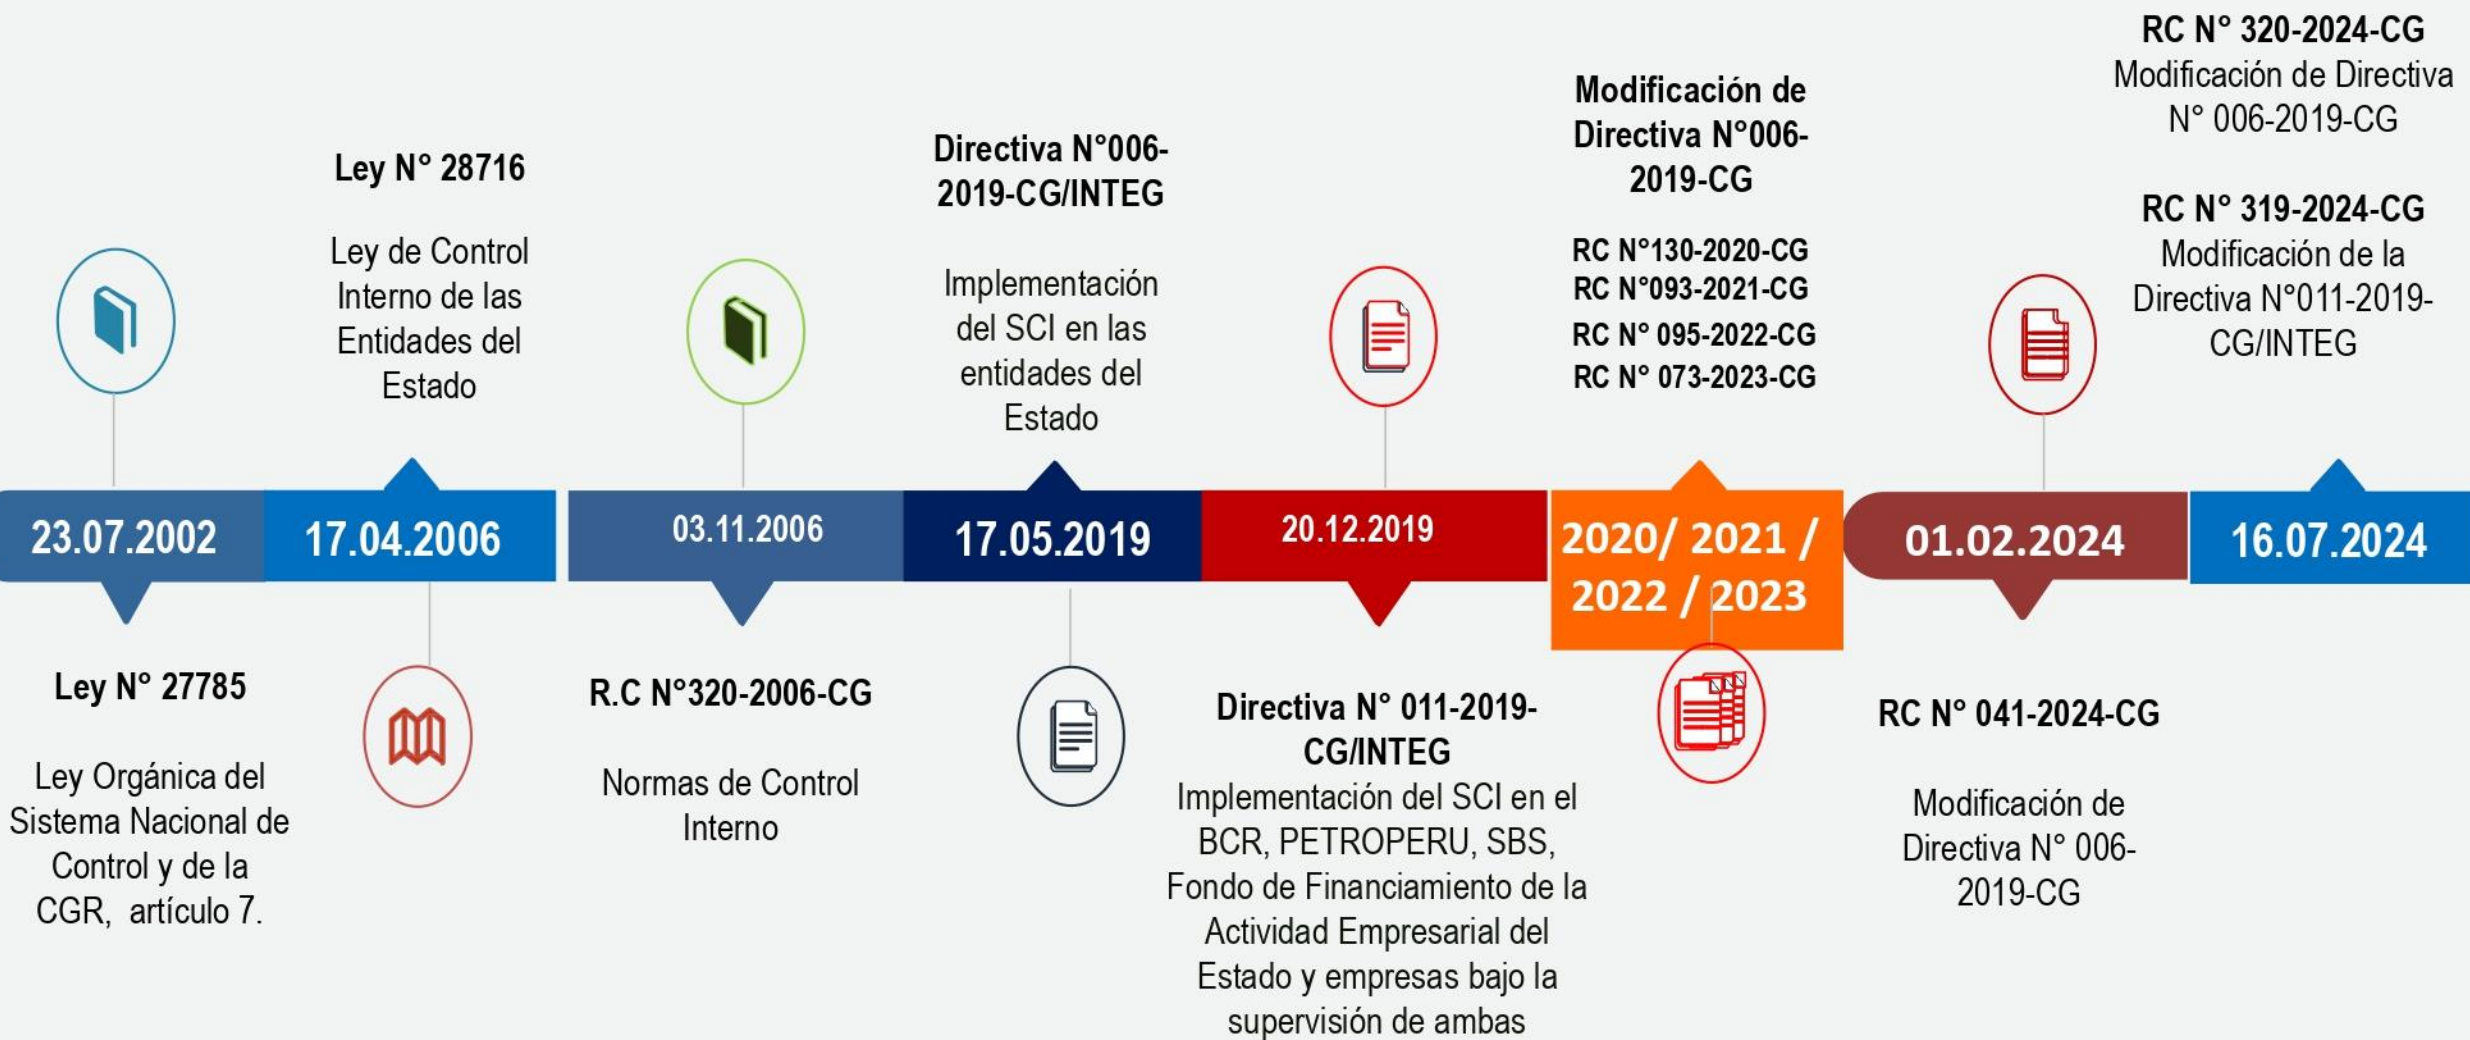 23.07.2002
Ley N° 27785
Ley Orgánica del
Sistema Nacional de
Control y de la
CGR, artículo 7.
Ley N° 28716
Ley de Control
Interno de las
Entidades del
Estado
17.04.2006
03.11.2006
R.C N°320-2006-CG
Normas de Control
Interno
Directiva N°006-
2019-CG/INTEG
Implementación
del SCI en las
entidades del
Estado
17.05.2019
20.12.2019
Directiva N° 011-2019-
CG/INTEG
Implementación del SCI en el
BCR, PETROPERU, SBS,
Fondo de Financiamiento de la
Actividad Empresarial del
Estado y empresas bajo la
supervisión de ambas
Modificación de
Directiva N°006-
2019-CG
RC N°130-2020-CG
RC N°093-2021-CG
RC N° 095-2022-CG
RC N° 073-2023-CG
2020/ 2021 /
2022 / 2023
01.02.2024
RC N° 041-2024-CG
Modificación de
Directiva N° 006-
2019-CG
RC N° 320-2024-CG
Modificación de Directiva
N° 006-2019-CG
RC N° 319-2024-CG
Modificación de la
Directiva N°011-2019-
CG/INTEG
16.07.2024